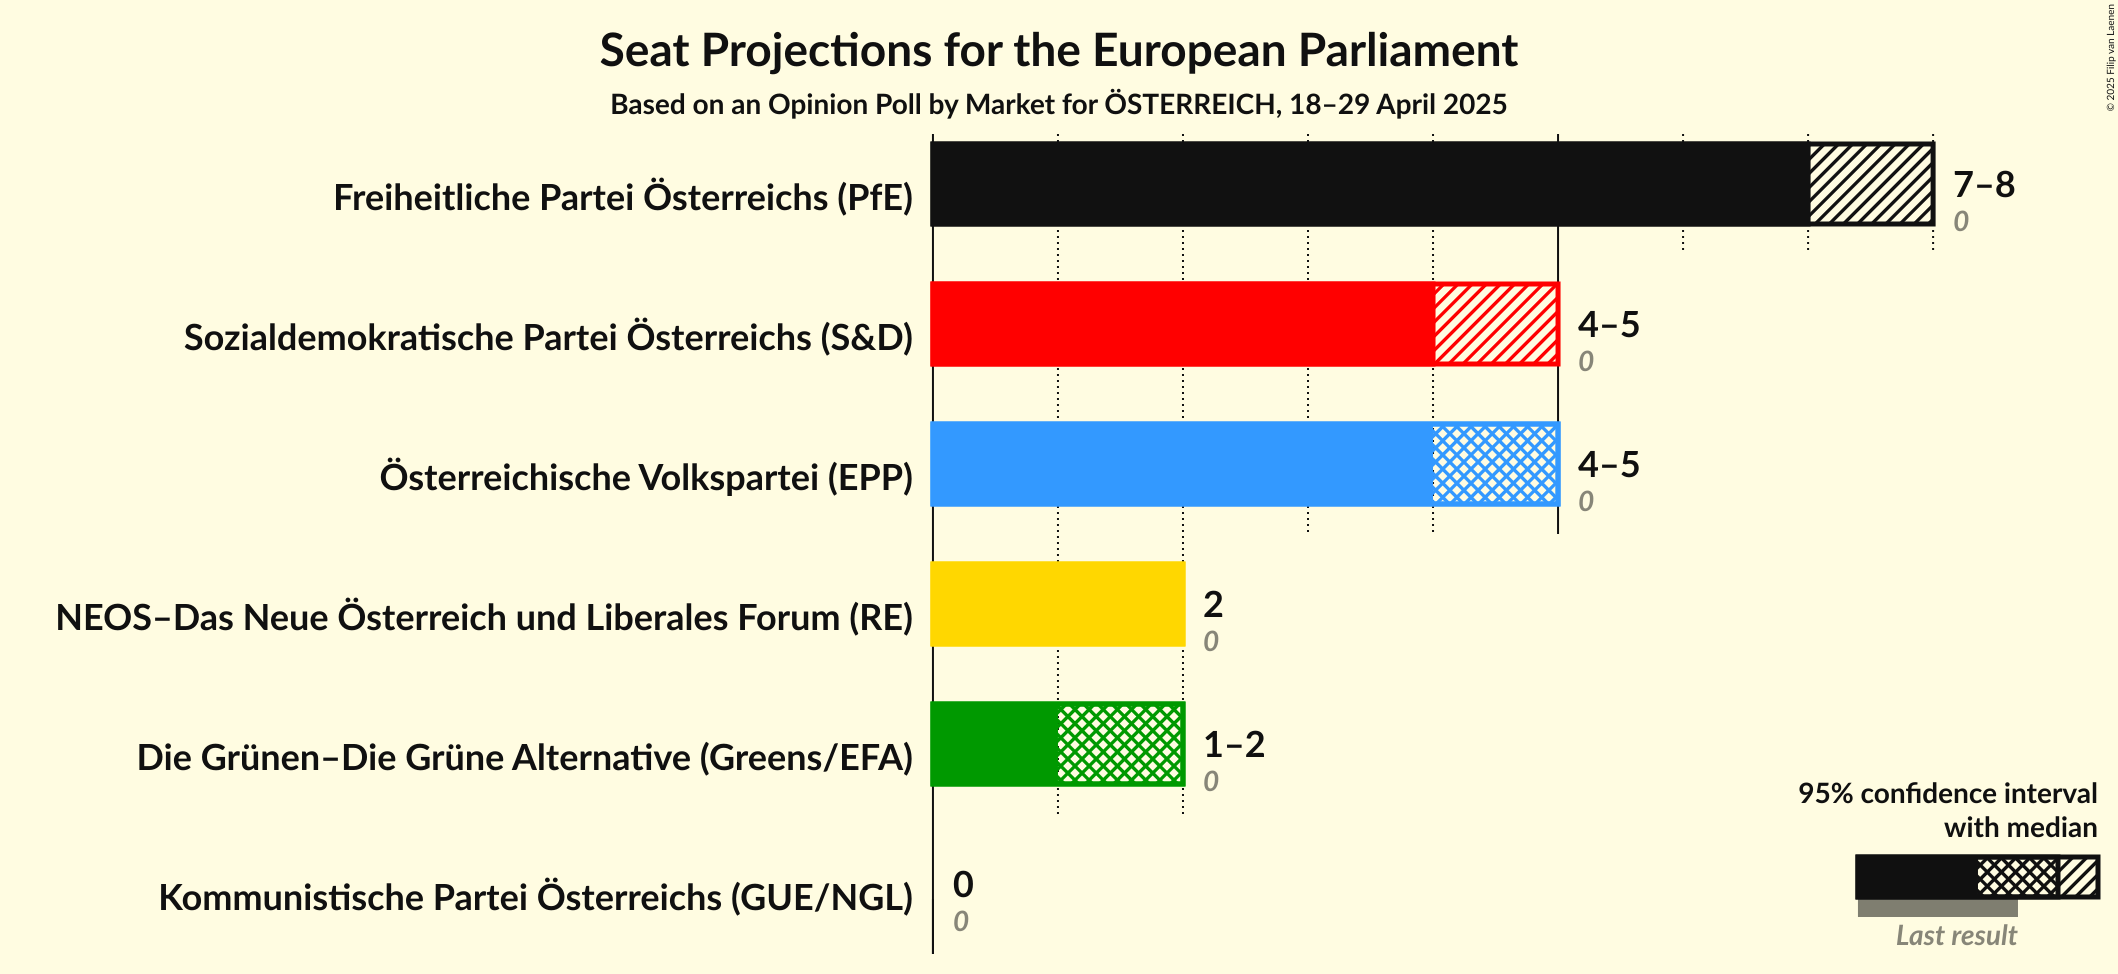 Seat Projections for the European Parliament
Based on an Opinion Poll by Market for ÖSTERREICH, 18–29 April 2025
© 2025 Filip van Laenen
Freiheitliche Partei Österreichs (PfE)
7–8
0
Sozialdemokratische Partei Österreichs (S&D)
4–5
0
Österreichische Volkspartei (EPP)
4–5
0
NEOS–Das Neue Österreich und Liberales Forum (RE)
2
0
Die Grünen–Die Grüne Alternative (Greens/EFA)
1–2
0
Kommunistische Partei Österreichs (GUE/NGL)
0
0
95% confidence interval
with median
Last result